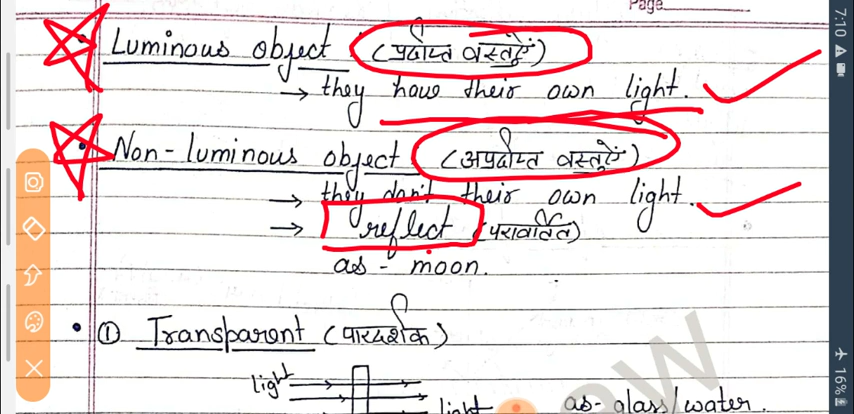 Page
Luminous object (प्रदीप्त वस्तुएं)
→ they have their own light.
Non-luminous object (अप्रदीप्त वस्तुएं)
→ they don't their own light.
→ reflect (परावर्तित)
as - moon.
① Transparent (पारदर्शक)
light
light as- glass/water
7:10
16%